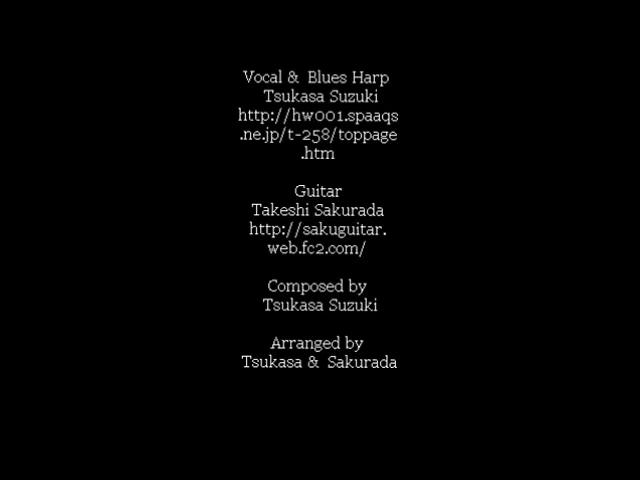 Vocal & Blues Harp
Tsukasa Suzuki
http://hw001.spaaqs
.ne.jp/t-258/toppage
.htm
Guitar
Takeshi Sakurada
http://sakuguitar.
web.fc2.com/
Composed by
Tsukasa Suzuki
Arranged by
Tsukasa & Sakurada